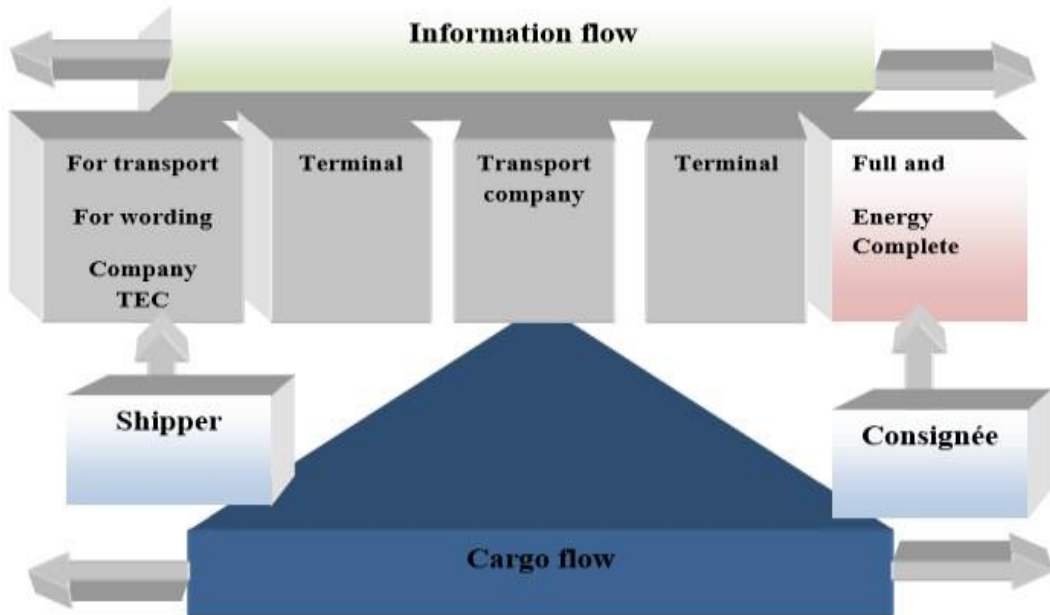 Information flow
For transport
For wording
Company
TEC
Terminal
Transport
company
Terminal
Full and
Energy
Complete
Shipper
Consignée
Cargo flow